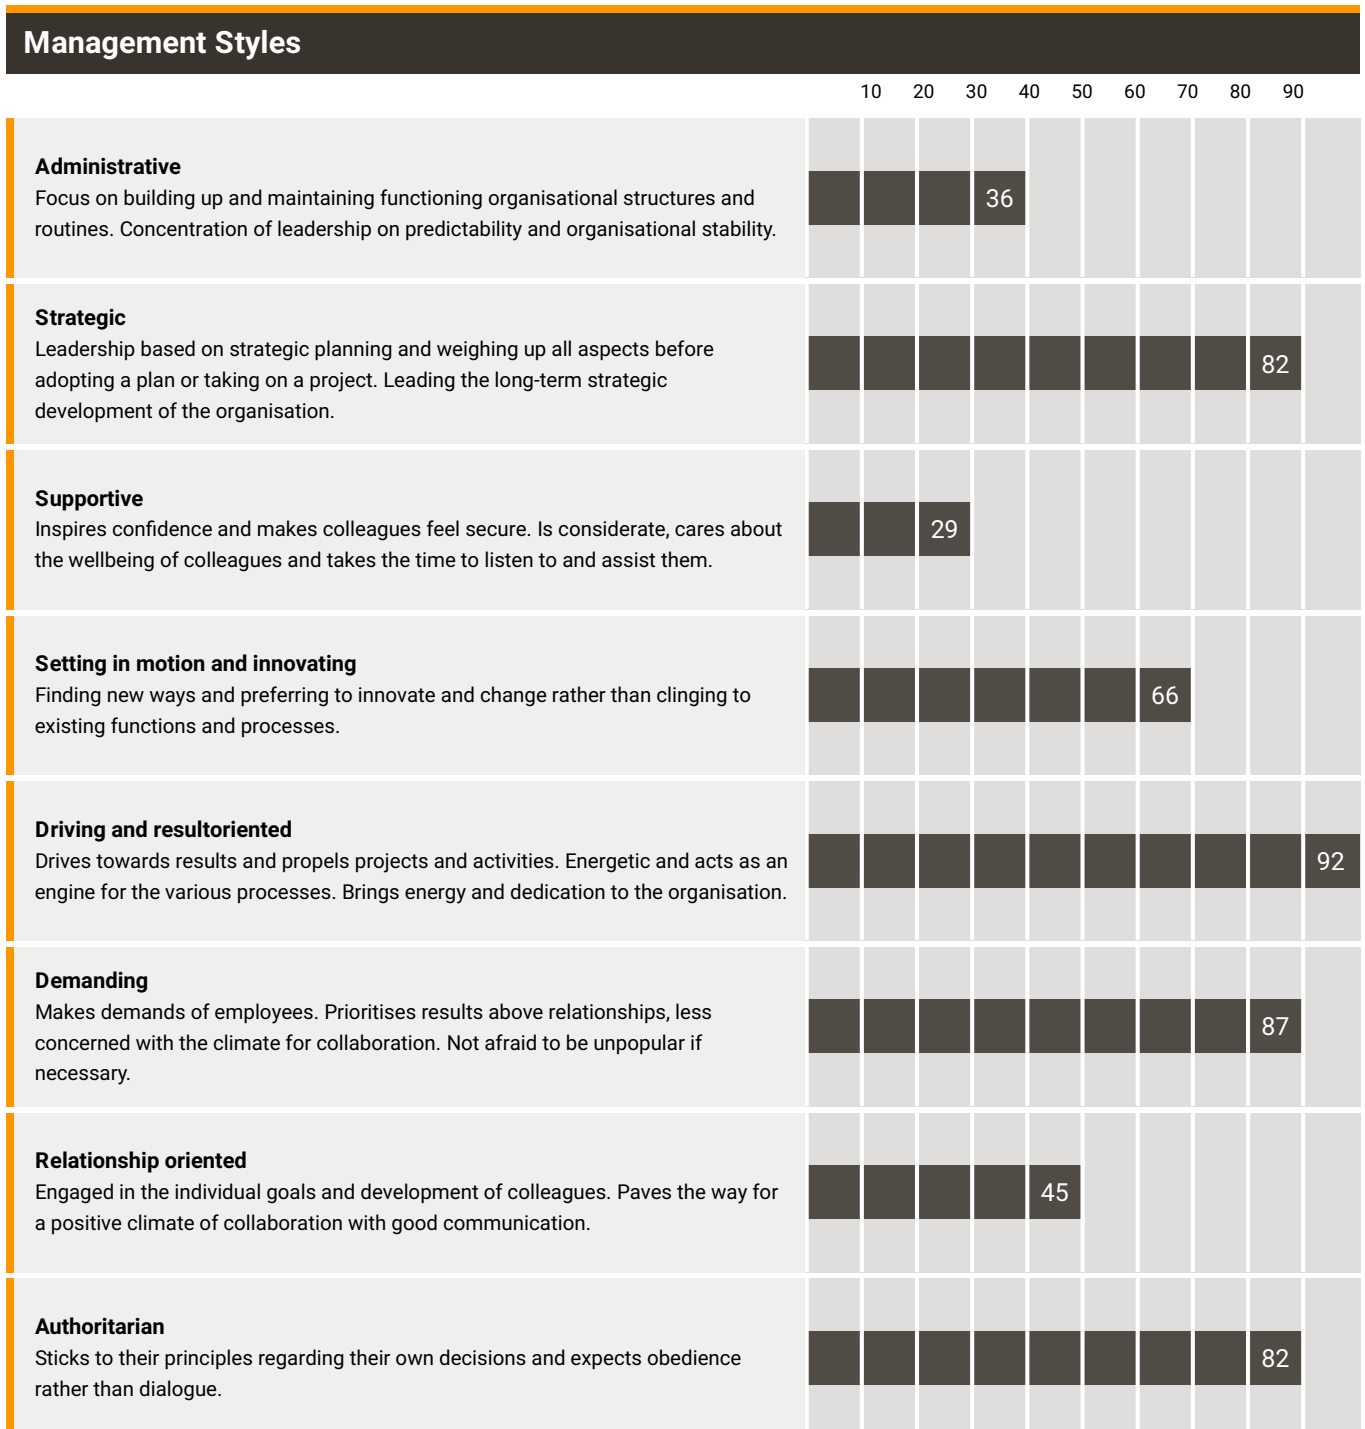 Management Styles
10 20 30 40 50 60 70 80 90
Administrative
Focus on building up and maintaining functioning organisational structures and
routines. Concentration of leadership on predictability and organisational stability.
36
Strategic
Leadership based on strategic planning and weighing up all aspects before
adopting a plan or taking on a project. Leading the long-term strategic
development of the organisation.
82
Supportive
Inspires confidence and makes colleagues feel secure. Is considerate, cares about
the wellbeing of colleagues and takes the time to listen to and assist them.
29
Setting in motion and innovating
Finding new ways and preferring to innovate and change rather than clinging to
existing functions and processes.
66
Driving and resultoriented
Drives towards results and propels projects and activities. Energetic and acts as an
engine for the various processes. Brings energy and dedication to the organisation.
92
Demanding
Makes demands of employees. Prioritises results above relationships, less
concerned with the climate for collaboration. Not afraid to be unpopular if
necessary.
87
Relationship oriented
Engaged in the individual goals and development of colleagues. Paves the way for
a positive climate of collaboration with good communication.
45
Authoritarian
Sticks to their principles regarding their own decisions and expects obedience
rather than dialogue.
82